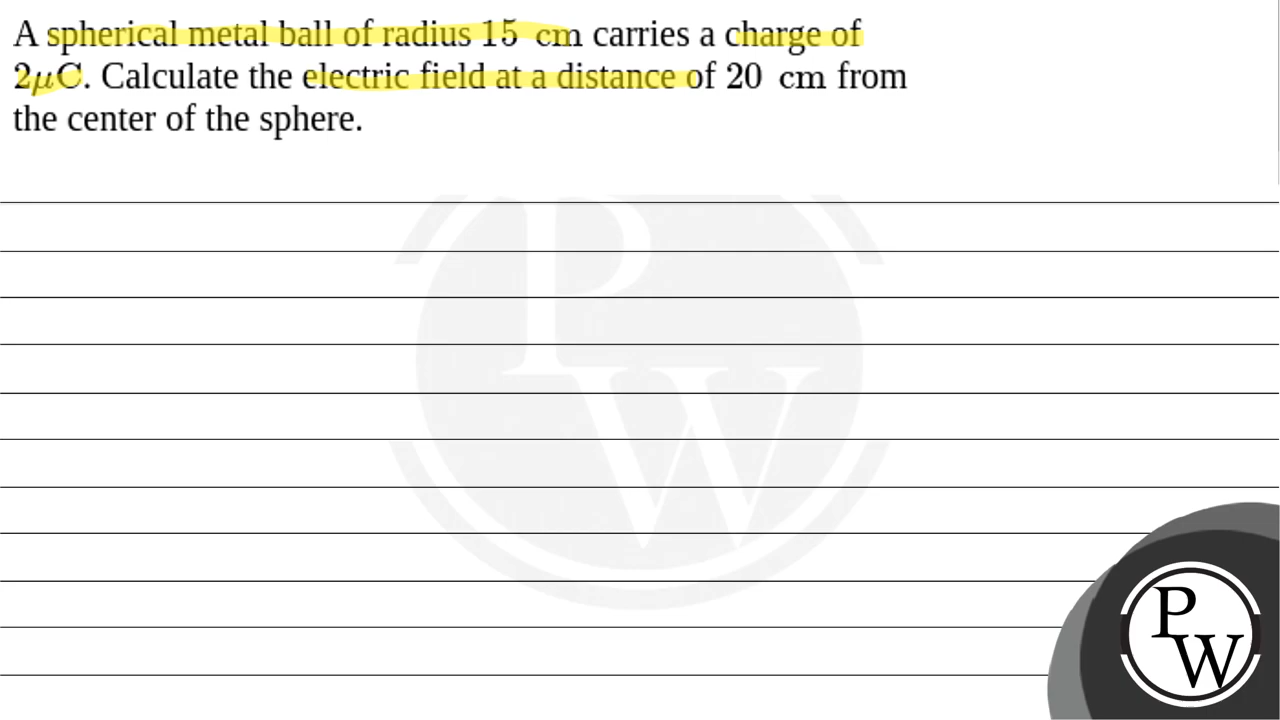 A spherical metal ball of radius 15 cm carries a charge of
2μC. Calculate the electric field at a distance of 20 cm from
the center of the sphere.
P
W
P
W